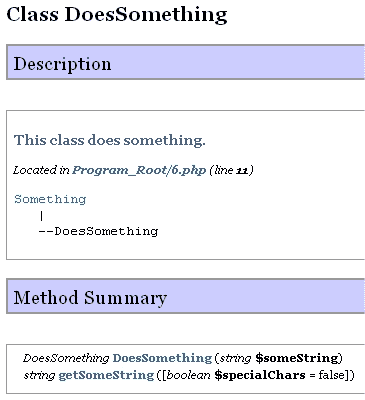 Class DoesSomething
Description
This class does something.
Located in Program_Root/6.php (line 11)
Something
|
--DoesSomething
Method Summary
DoesSomething DoesSomething (string $someString)
string getSomeString ([boolean $specialChars = false])